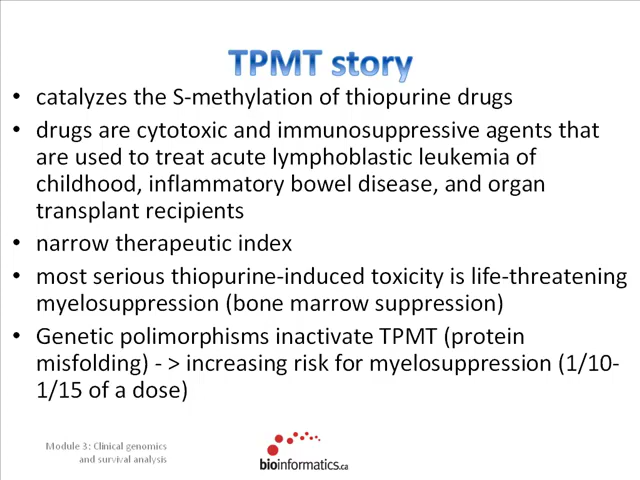 TPMT story
• catalyzes the S-methylation of thiopurine drugs
• drugs are cytotoxic and immunosuppressive agents that
are used to treat acute lymphoblastic leukemia of
childhood, inflammatory bowel disease, and organ
transplant recipients
• narrow therapeutic index
• most serious thiopurine-induced toxicity is life-threatening
myelosuppression (bone marrow suppression)
• Genetic polimorphisms inactivate TPMT (protein
misfolding) - > increasing risk for myelosuppression (1/10-
1/15 of a dose)
Module 3: Clinical genomics
and survival analysis
bioinformatics.ca